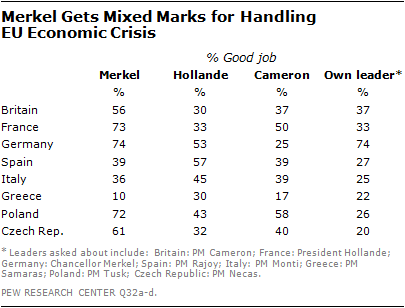 Merkel Gets Mixed Marks for Handling
EU Economic Crisis
% Good job
Merkel Hollande Cameron Own leader*
% % % %
Britain 56 30 37 37
France 73 33 50 33
Germany 74 53 25 74
Spain 39 57 39 27
Italy 36 45 39 25
Greece 10 30 17 22
Poland 72 43 58 26
Czech Rep. 61 32 40 20
* Leaders asked about include: Britain: PM Cameron; France: President Hollande;
Germany: Chancellor Merkel; Spain: PM Rajoy; Italy: PM Monti; Greece: PM
Samaras; Poland: PM Tusk; Czech Republic: PM Necas.
PEW RESEARCH CENTER Q32a-d.